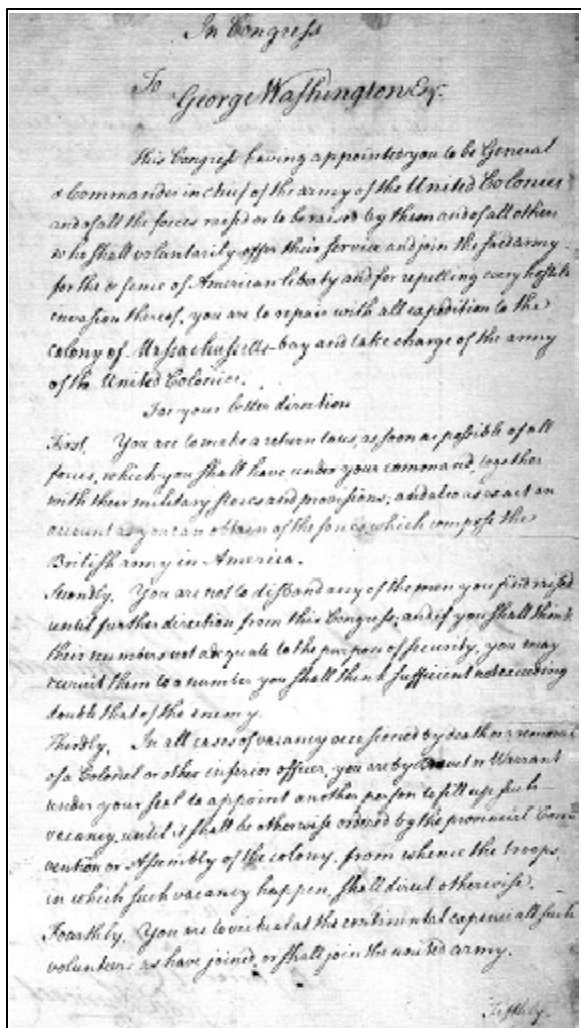 In Congress
To
George Washington Esqr.
This Congress having appointed you to be General
& Commander in chief of the army of the United Colonies
and of all the forces raised or to be raised by them and of all others
who shall voluntarily offer their service and join the said army
for the defence of American liberty and for repelling every hostile
invasion thereof, you are to repair with all expedition to the
colony of Massachusetts-bay and take charge of the army
of the United Colonies.
For your better direction
First. You are to make a return to us, as soon as possible of all
forces, which you shall have under your command, together
with their military stores and provisions; and also as exact an
account as you can obtain of the forces which compose the
British army in America.
Secondly. You are not to disband any of the men you find raised
until further direction from this Congress; and if you shall think
their numbers not adequate to the purpose of security, you may
recruit them to a number you shall think sufficient not exceeding
double that of the enemy.
Thirdly. In all cases of vacancy occasioned by death or a removal
of a Colonel or other inferior officer, you are by brevet or Warrant
under your seal to appoint another person to fill up such
vacancy, until it shall be otherwise ordered by the provincial Con-
vention or Assembly of the colony, from whence the troops,
in which such vacancy happen, shall direct otherwise.
Fourthly. You are to victual at the continental expence all such
volunteers as have joined or shall join the united army.
Fifthly.